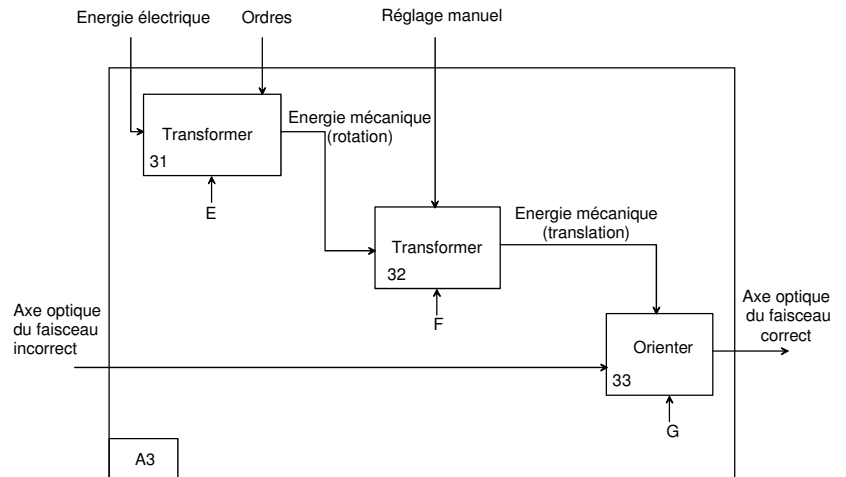 Energie électrique
Ordres
Réglage manuel
Transformer
31
Energie mécanique
(rotation)
E
Transformer
32
Energie mécanique
(translation)
F
Axe optique
du faisceau
incorrect
Orienter
33
G
Axe optique
du faisceau
correct
A3